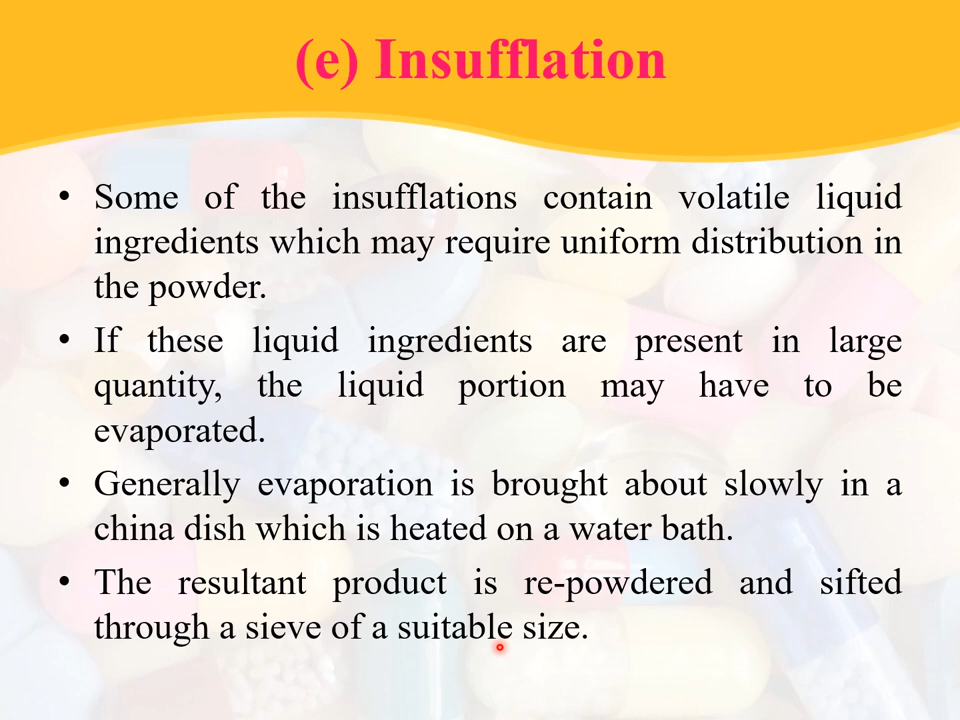 (e) Insufflation
• Some of the insufflations contain volatile liquid
ingredients which may require uniform distribution in
the powder.
• If these liquid ingredients are present in large
quantity, the liquid portion may have to be
evaporated.
• Generally evaporation is brought about slowly in a
china dish which is heated on a water bath.
• The resultant product is re-powdered and sifted
through a sieve of a suitable size.